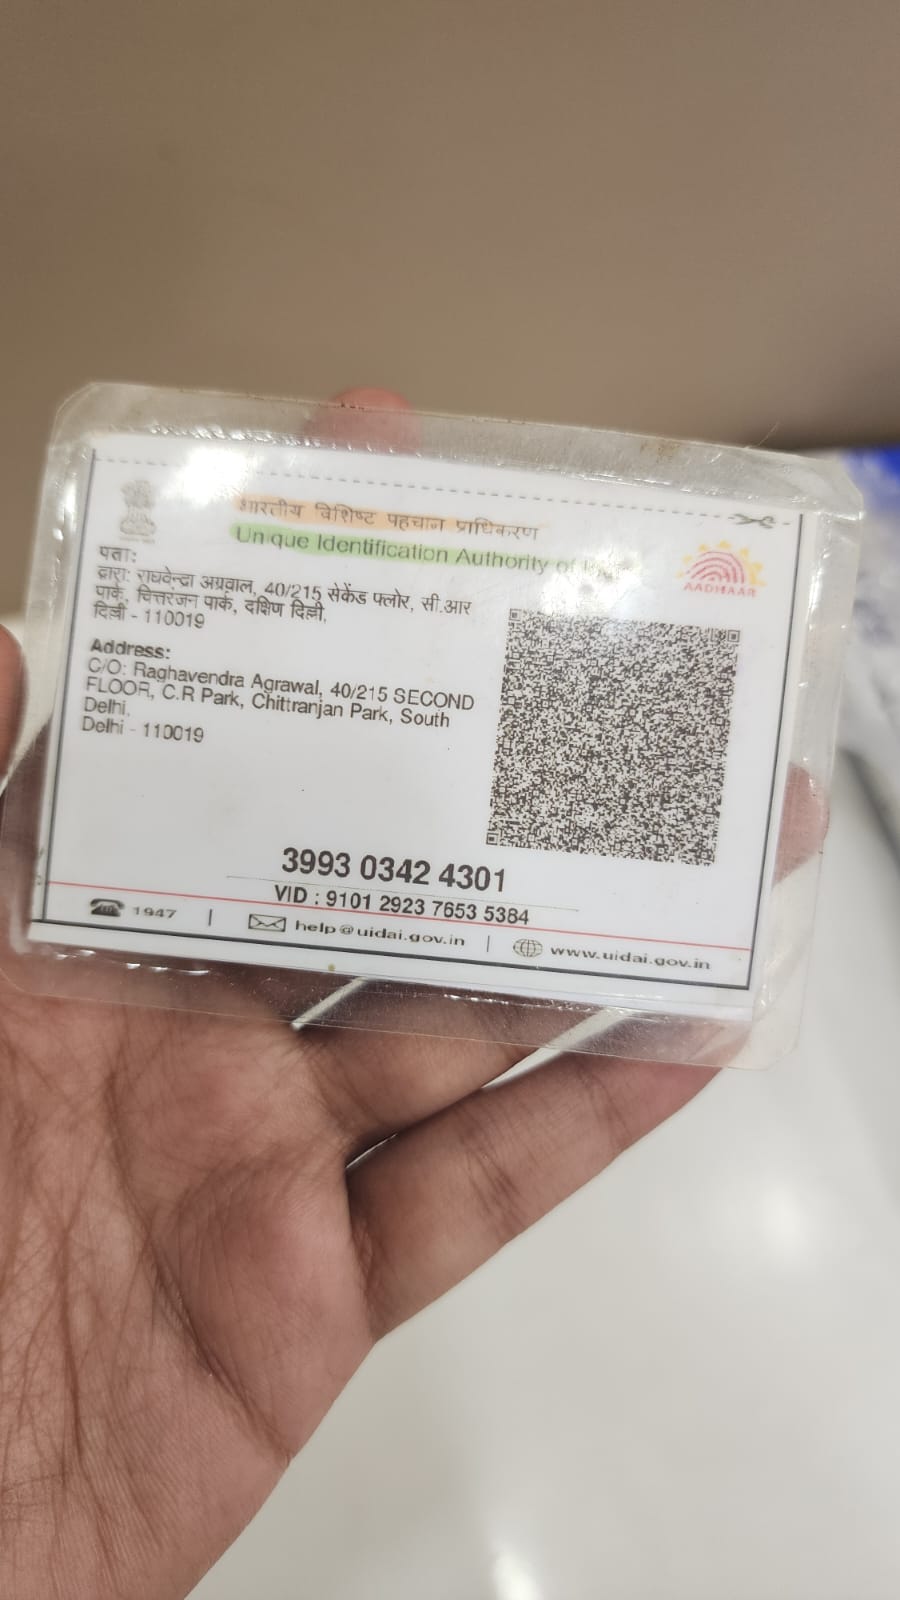 भारतीय विशिष्ट पहचान प्राधिकरण
Unique Identification Authority of
AADHAAR
पता:
द्वारा: राघवेन्द्रा अग्रवाल, 40/215 सेकेंड फ्लोर, सी.आर
पार्क, चित्तरंजन पार्क, दक्षिण दिल्ली,
दिल्ली - 110019
Address:
C/O: Raghavendra Agrawal, 40/215 SECOND
FLOOR, C.R Park, Chittranjan Park, South
Delhi,
Delhi - 110019
3993 0342 4301
VID : 9101 2923 7653 5384
1947 | help@uidai.gov.in | www.uidai.gov.in